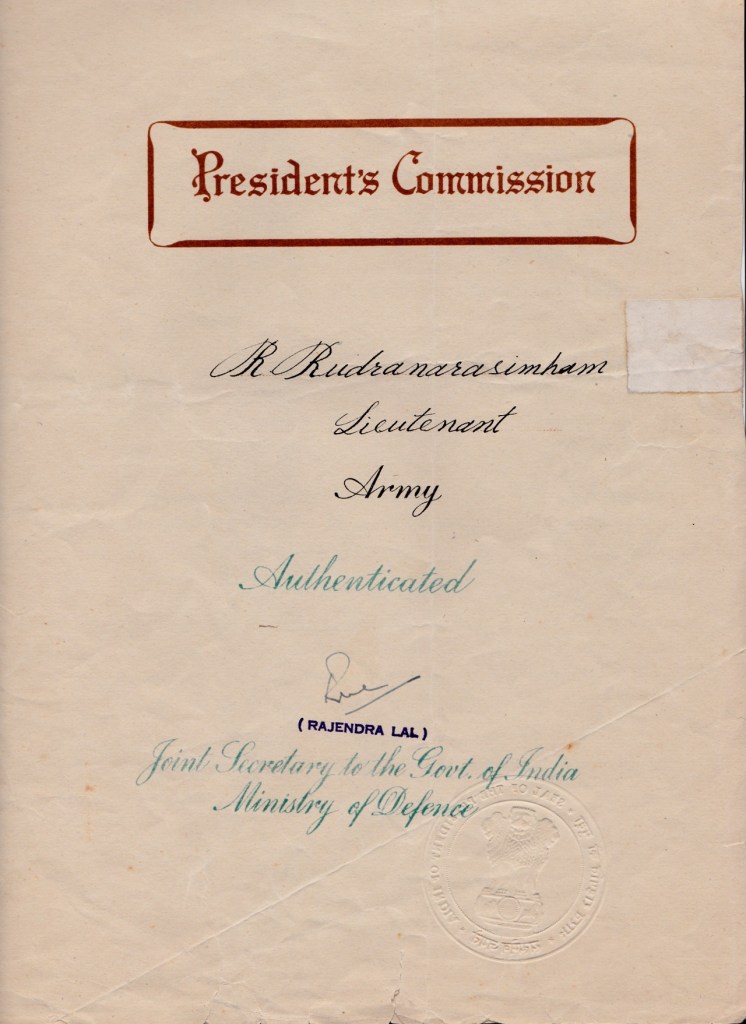 President's Commission
R. Rudranarasimham
Lieutenant
Army
Authenticated
(RAJENDRA LAL)
Joint Secretary to the Govt. of India
Ministry of Defence